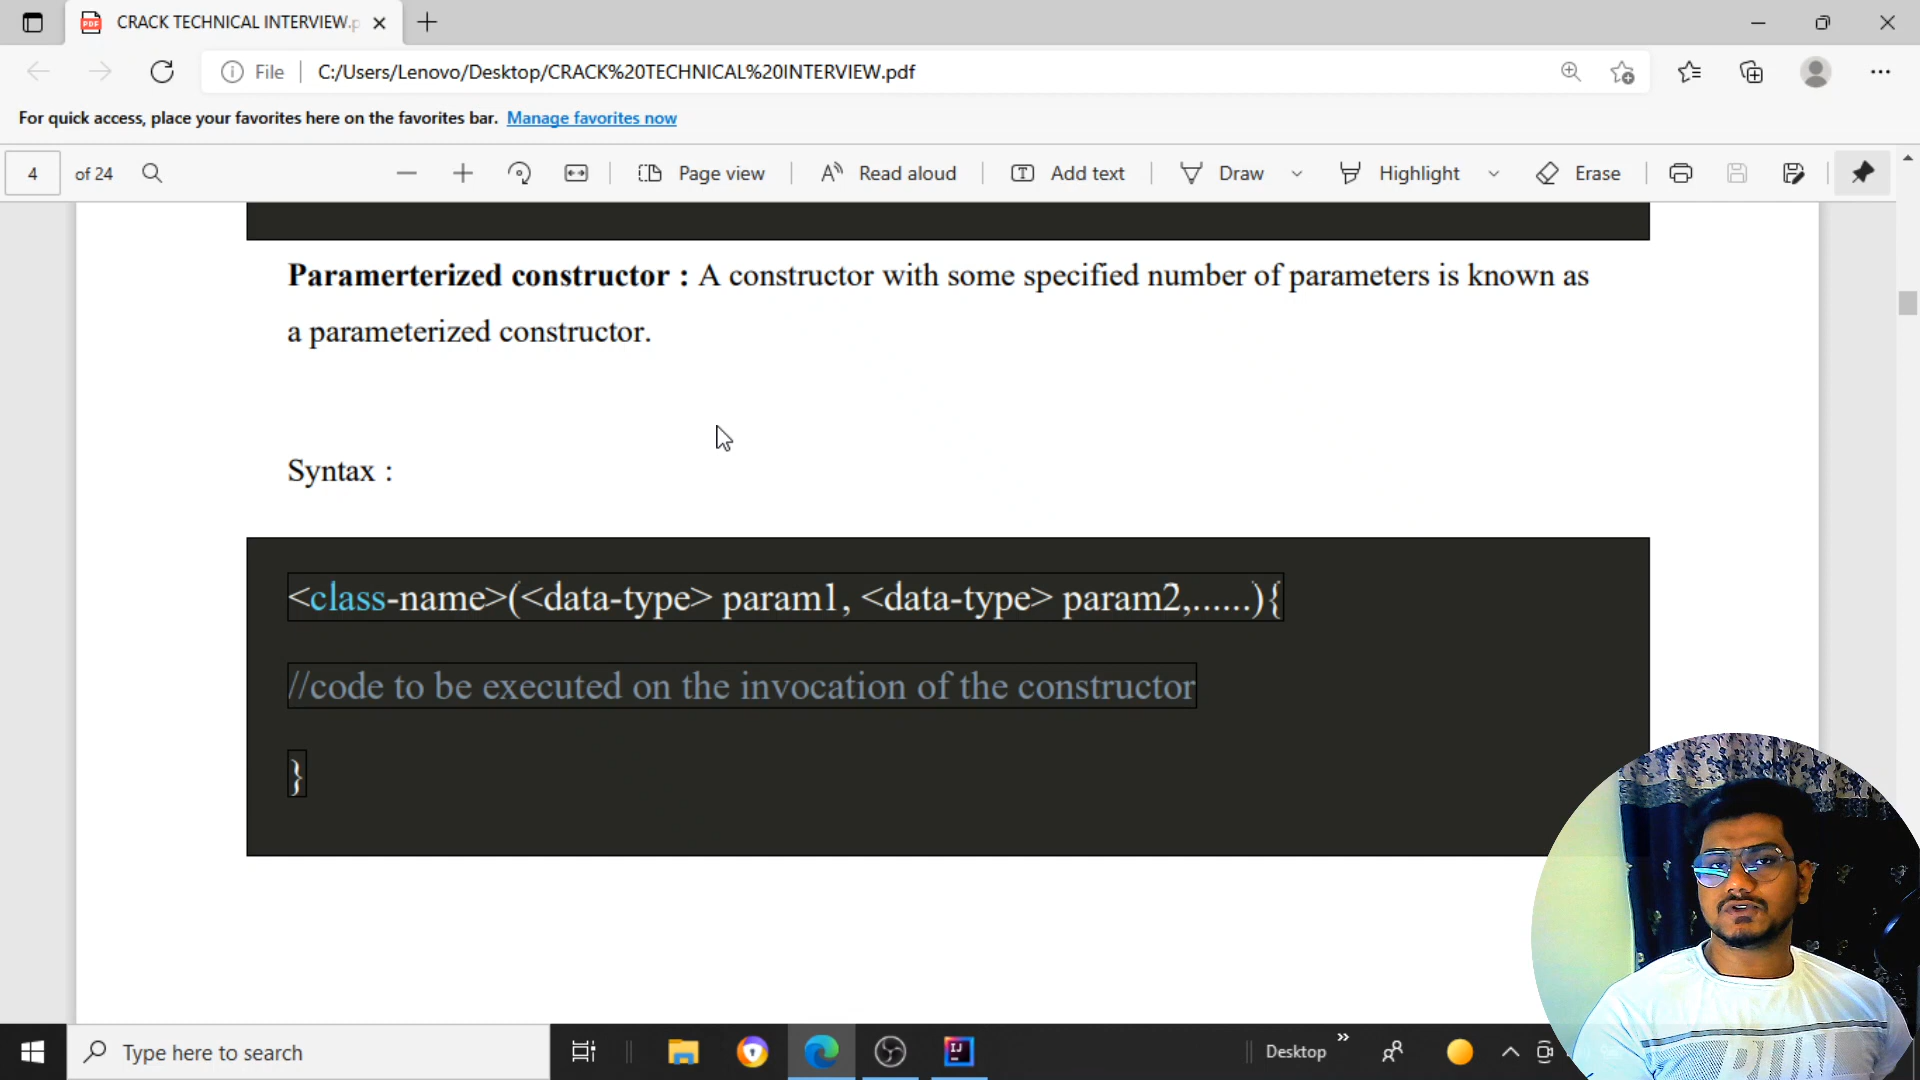 CRACK TECHNICAL INTERVIEW.p
File
C:/Users/Lenovo/Desktop/CRACK%20TECHNICAL%20INTERVIEW.pdf
For quick access, place your favorites here on the favorites bar. Manage favorites now
4 of 24
Page view
Read aloud
Add text
Draw
Highlight
Erase
Paramerterized constructor : A constructor with some specified number of parameters is known as
a parameterized constructor.
Syntax :
<class-name>(<data-type> param1, <data-type> param2,......){
//code to be executed on the invocation of the constructor
}
Type here to search
Desktop